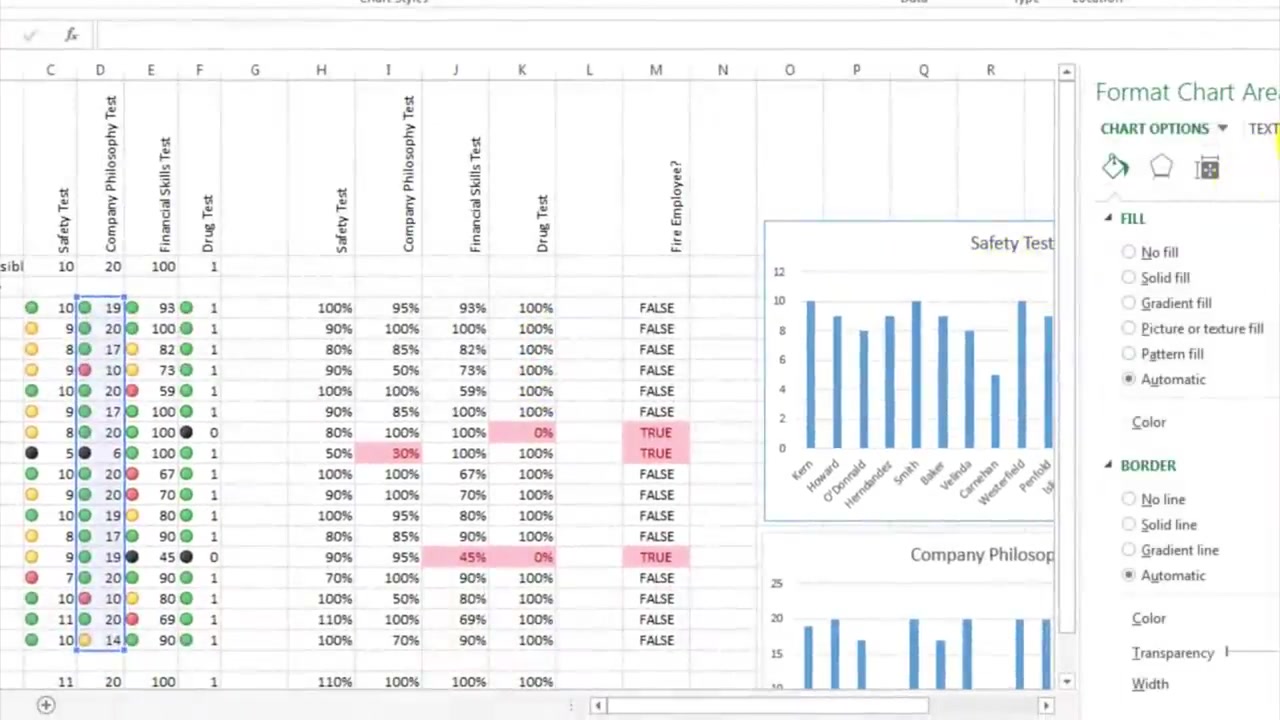 Chart Styles Data Type Location
fx
C D E F G H I J K L M N O P Q R
Format Chart Area
CHART OPTIONS TEXT
Safety Test
Company Philosophy Test
Financial Skills Test
Drug Test
Safety Test
Company Philosophy Test
Financial Skills Test
Drug Test
Fire Employee?
sibl 10 20 100 1
10 19 93 1 100% 95% 93% 100% FALSE
9 20 100 1 90% 100% 100% 100% FALSE
8 17 82 1 80% 85% 82% 100% FALSE
9 10 73 1 90% 50% 73% 100% FALSE
10 20 59 1 100% 100% 59% 100% FALSE
9 17 100 1 90% 85% 100% 100% FALSE
8 20 100 0 80% 100% 100% 0% TRUE
5 6 100 1 50% 30% 100% 100% TRUE
10 20 67 1 100% 100% 67% 100% FALSE
9 20 70 1 90% 100% 70% 100% FALSE
10 19 80 1 100% 95% 80% 100% FALSE
8 17 90 1 80% 85% 90% 100% FALSE
9 19 45 0 90% 95% 45% 0% TRUE
7 20 90 1 70% 100% 90% 100% FALSE
10 10 80 1 100% 50% 80% 100% FALSE
11 20 69 1 110% 100% 69% 100% FALSE
10 14 90 1 100% 70% 90% 100% FALSE
11 20 100 1 110% 100% 100% 100%
Safety Test
12
10
8
6
4
2
0
Kern
Howard
O'Donnald
Herndander
Smith
Baker
Velinda
Carnehan
Westerfield
Penfold
Isl
Company Philosop
25
20
15
10
FILL
No fill
Solid fill
Gradient fill
Picture or texture fill
Pattern fill
Automatic
Color
BORDER
No line
Solid line
Gradient line
Automatic
Color
Transparency
Width